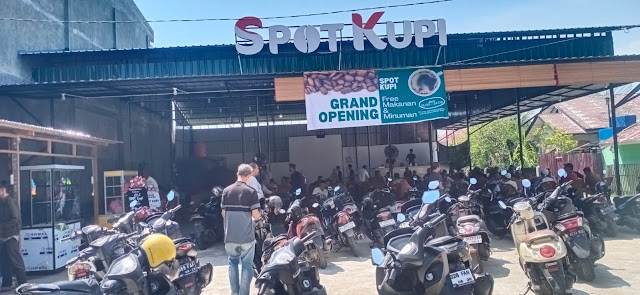 SPOT KUPI
SPOT
KUPI
GRAND
OPENING
Free
Makanan
&
Minuman